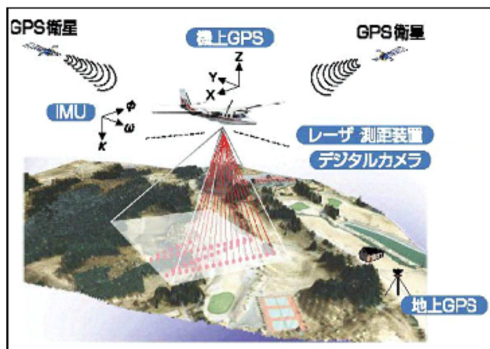 GPS衛星
機上GPS
GPS衛星
Z
Y
X
IMU
φ
ω
κ
レーザ 測距装置
デジタルカメラ
地上GPS